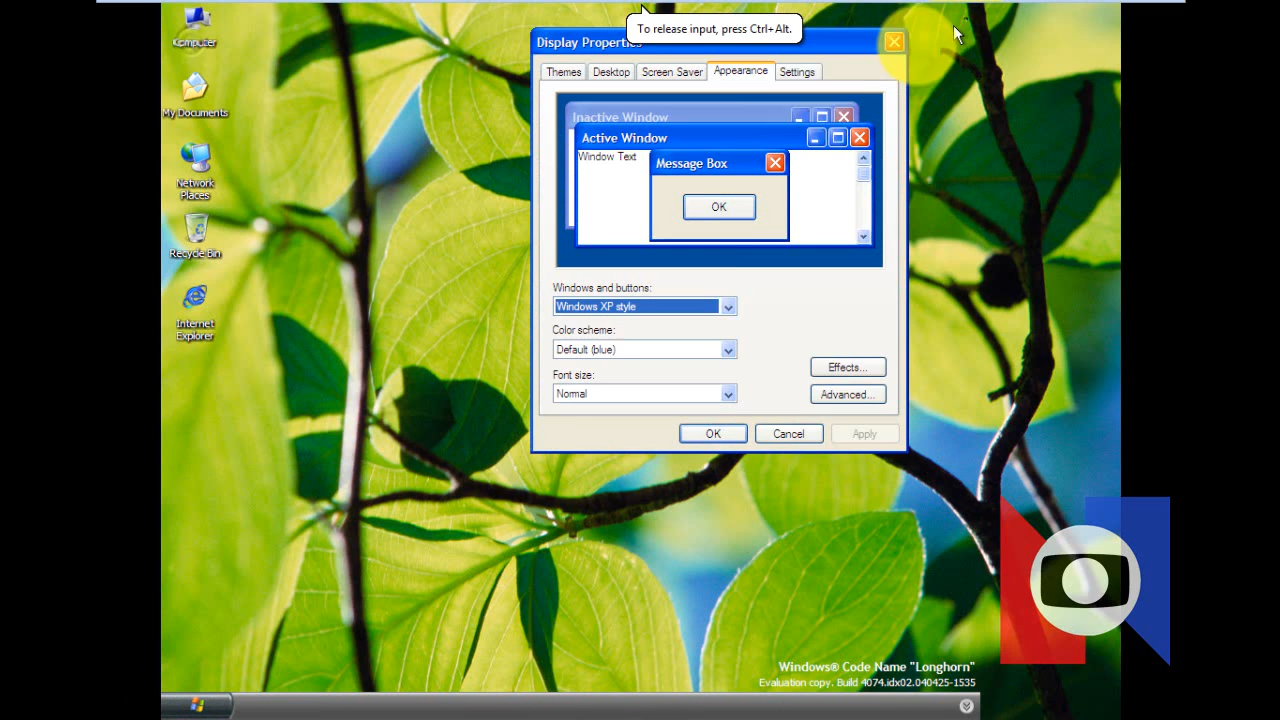 To release input, press Ctrl+Alt.
Komputer
My Documents
Network
Places
Recycle Bin
Internet
Explorer
Display Properties
Themes
Desktop
Screen Saver
Appearance
Settings
Inactive Window
Active Window
Window Text
Message Box
OK
Windows and buttons:
Windows XP style
Color scheme:
Default (blue)
Font size:
Normal
Effects...
Advanced...
OK
Cancel
Apply
Windows® Code Name "Longhorn"
Evaluation copy. Build 4074.idx02.040425-1535